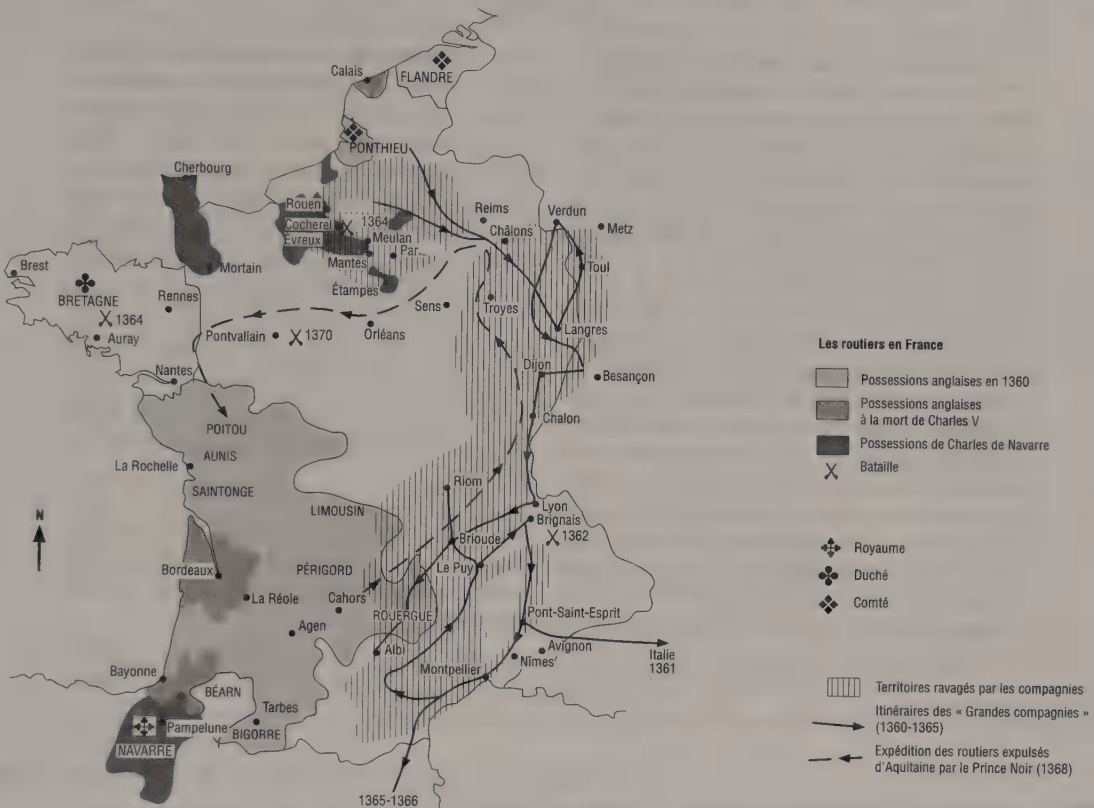 Calais
FLANDRE
PONTHIEU
Cherbourg
Rouen
Cocherel
1364
Évreux
Meulan
Mantes
Par
Étampes
Mortain
Reims
Châlons
Verdun
Metz
Toul
Brest
BRETAGNE
1364
Rennes
Auray
Pontvallain
1370
Orléans
Sens
Troyes
Langres
Nantes
Dijon
Besançon
Chalon
POITOU
AUNIS
La Rochelle
SAINTONGE
LIMOUSIN
Riom
Lyon
Brignais
1362
Brioude
Le Puy
N
Bordeaux
PÉRIGORD
La Réole
Cahors
ROUERGUE
Agen
Albi
Pont-Saint-Esprit
Avignon
Nîmes
Italie
1361
Montpellier
Bayonne
BÉARN
Tarbes
Pampelune
BIGORRE
NAVARRE
1365-1366
Les routiers en France
Possessions anglaises en 1360
Possessions anglaises
à la mort de Charles V
Possessions de Charles de Navarre
Bataille
Royaume
Duché
Comté
Territoires ravagés par les compagnies
Itinéraires des « Grandes compagnies »
(1360-1365)
Expédition des routiers expulsés
d'Aquitaine par le Prince Noir (1368)